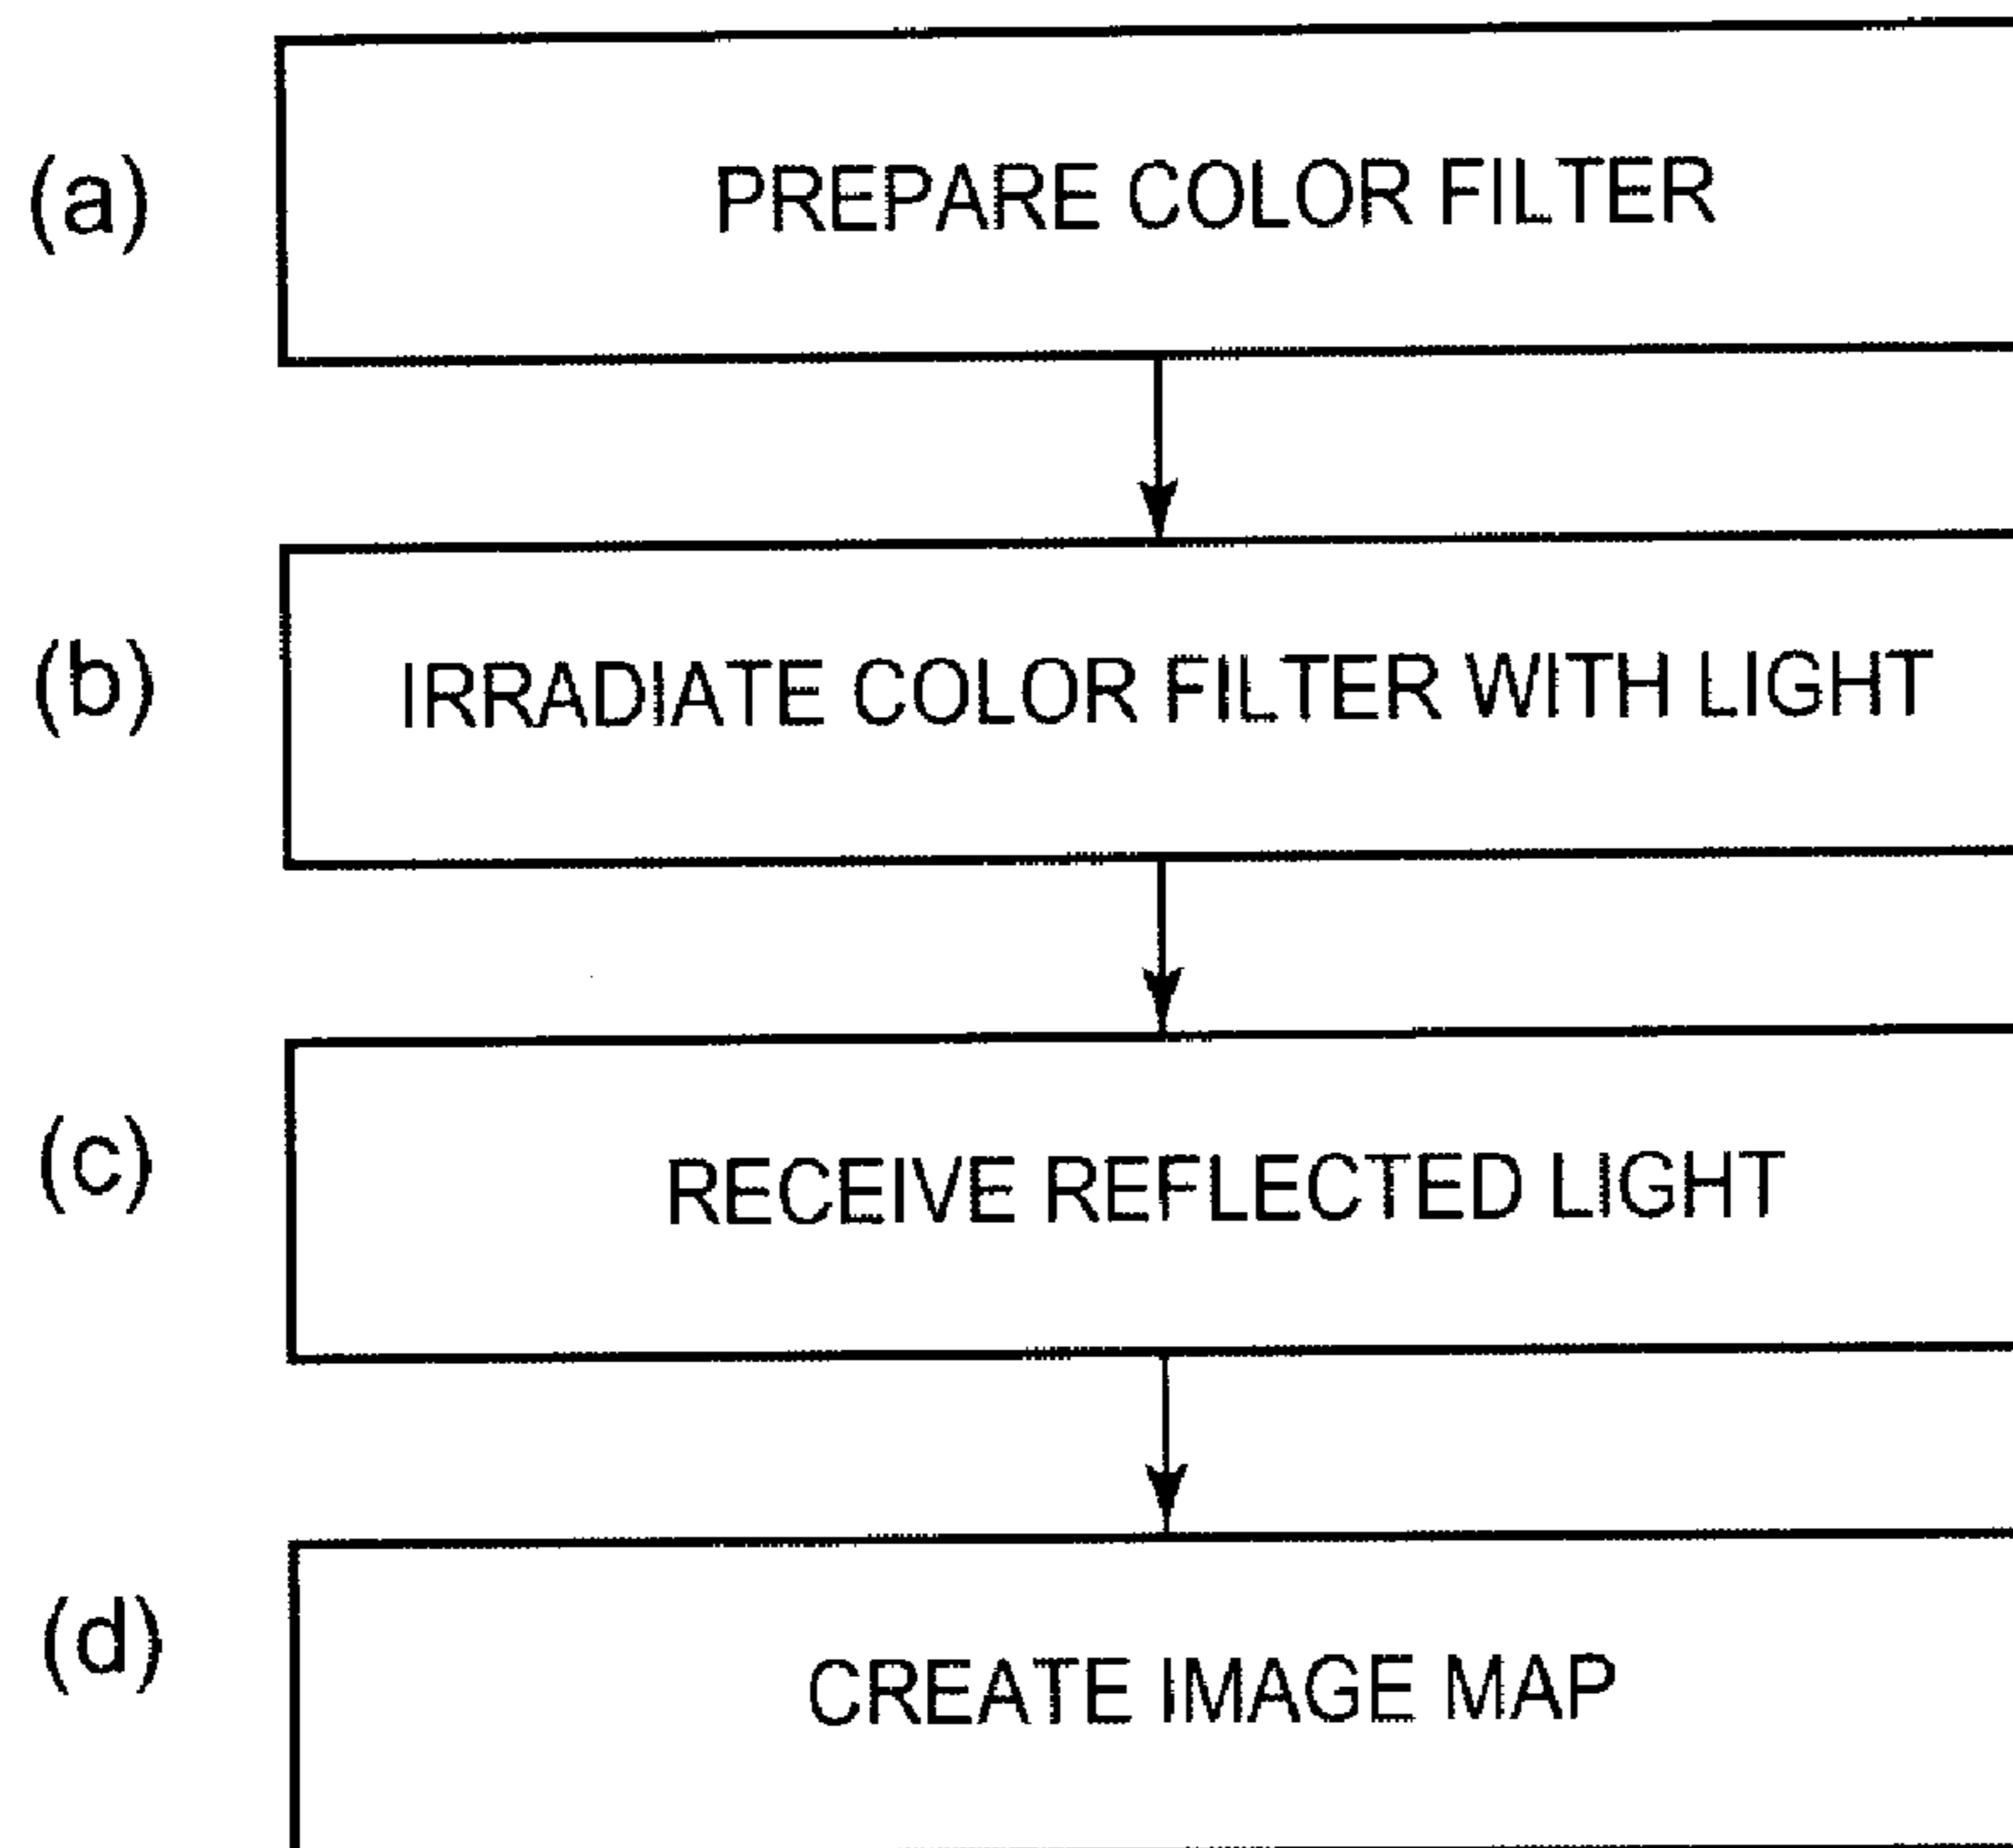 (a) PREPARE COLOR FILTER
(b) IRRADIATE COLOR FILTER WITH LIGHT
(c) RECEIVE REFLECTED LIGHT
(d) CREATE IMAGE MAP